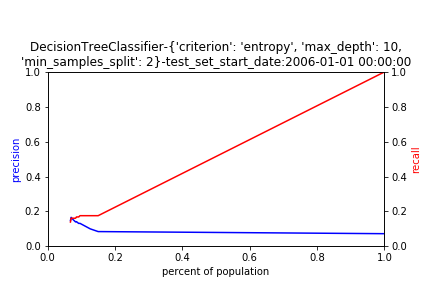 DecisionTreeClassifier-{'criterion': 'entropy', 'max_depth': 10,
'min_samples_split': 2}-test_set_start_date:2006-01-01 00:00:00
1.0
0.8
0.6
0.4
0.2
0.0
precision
1.0
0.8
0.6
0.4
0.2
0.0
recall
0.0 0.2 0.4 0.6 0.8 1.0
percent of population